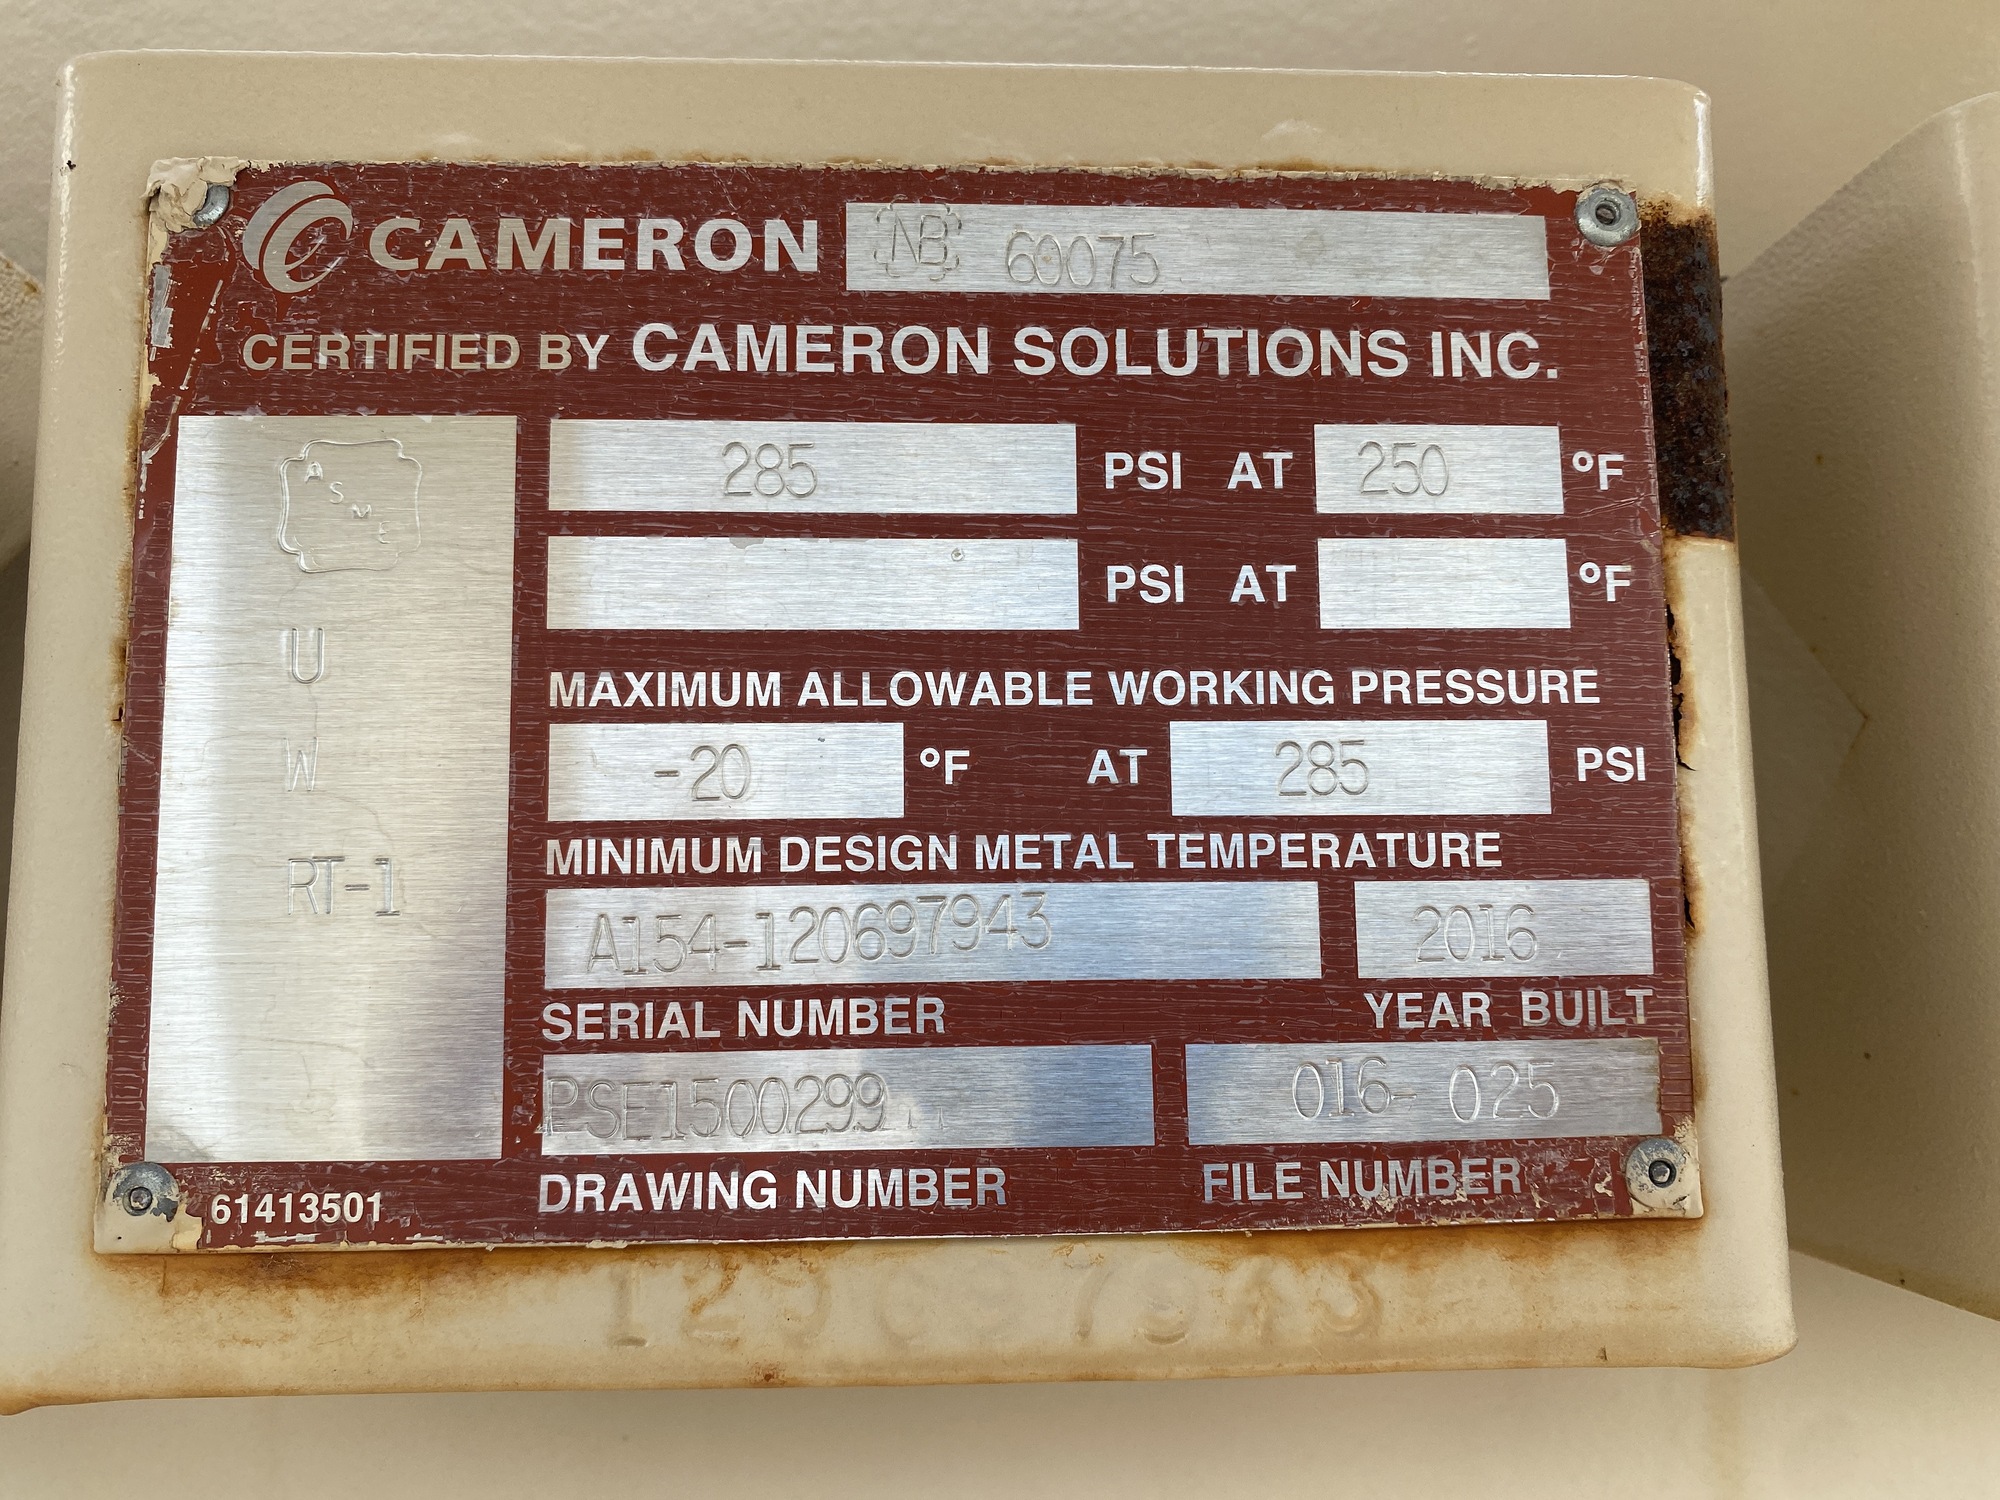 CAMERON NB 60075
CERTIFIED BY CAMERON SOLUTIONS INC.
ASME
U
W
RT-1
285 PSI AT 250 °F
PSI AT °F
MAXIMUM ALLOWABLE WORKING PRESSURE
-20 °F AT 285 PSI
MINIMUM DESIGN METAL TEMPERATURE
A154-120697943 2016
SERIAL NUMBER YEAR BUILT
PSE1500299 016-025
DRAWING NUMBER FILE NUMBER
61413501
120697943